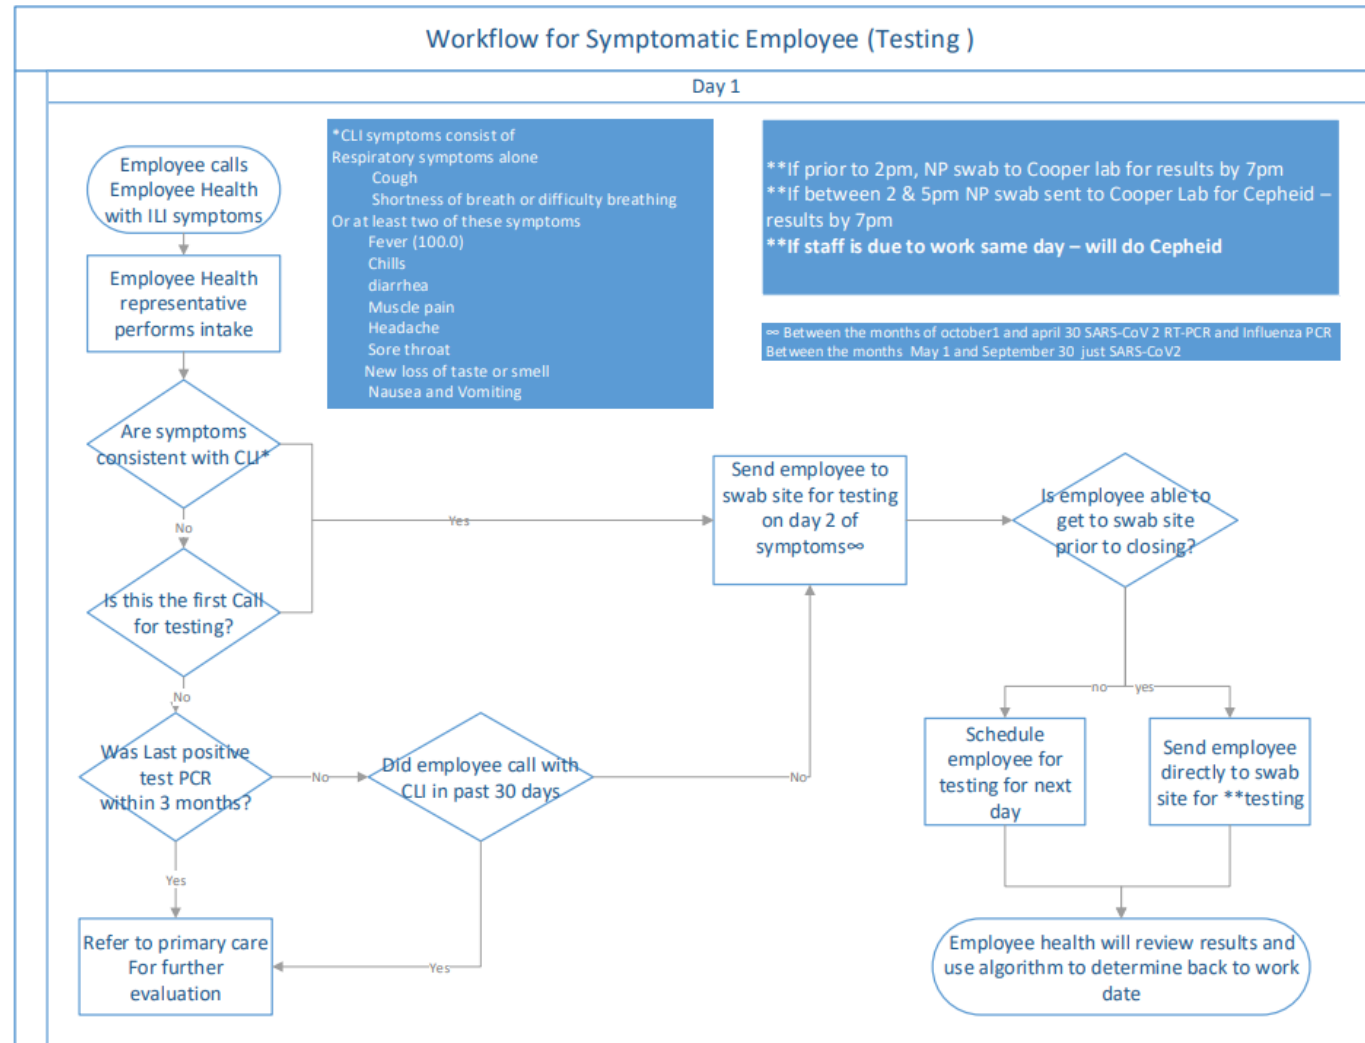 Workflow for Symptomatic Employee (Testing )
Day 1
Employee calls
Employee Health
with ILI symptoms
*CLI symptoms consist of
Respiratory symptoms alone
Cough
Shortness of breath or difficulty breathing
Or at least two of these symptoms
Fever (100.0)
Chills
diarrhea
Muscle pain
Headache
Sore throat
New loss of taste or smell
Nausea and Vomiting
**If prior to 2pm, NP swab to Cooper lab for results by 7pm
**If between 2 & 5pm NP swab sent to Cooper Lab for Cepheid –
results by 7pm
**If staff is due to work same day – will do Cepheid
∞ Between the months of october1 and april 30 SARS-CoV 2 RT-PCR and Influenza PCR
Between the months  May 1 and September 30  just SARS-CoV2
Employee Health
representative
performs intake
Are symptoms
consistent with CLI*
No
Yes
Send employee to
swab site for testing
on day 2 of
symptoms∞
Is employee able to
get to swab site
prior to closing?
Is this the first Call
for testing?
No
Was Last positive
test PCR
within 3 months?
No
Did employee call with
CLI in past 30 days
No
no
yes
Schedule
employee for
testing for next
day
Send employee
directly to swab
site for **testing
Yes
Yes
Refer to primary care
For further
evaluation
Employee health will review results and
use algorithm to determine back to work
date